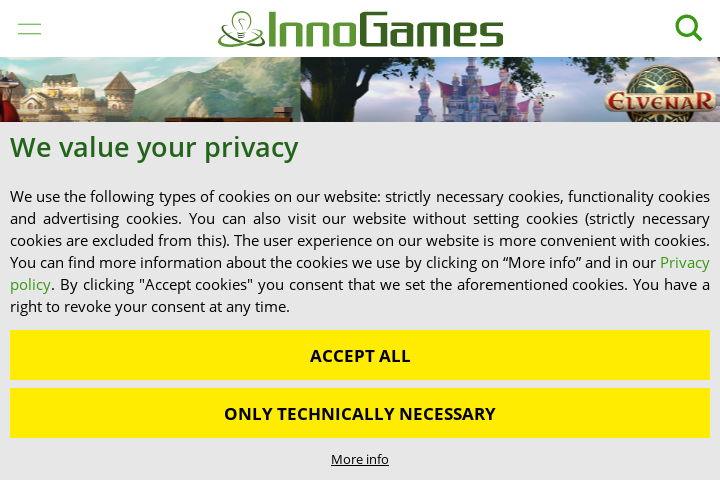 InnoGames
ELVENAR
We value your privacy
We use the following types of cookies on our website: strictly necessary cookies, functionality cookies
and advertising cookies. You can also visit our website without setting cookies (strictly necessary
cookies are excluded from this). The user experience on our website is more convenient with cookies.
You can find more information about the cookies we use by clicking on “More info” and in our Privacy
policy. By clicking "Accept cookies" you consent that we set the aforementioned cookies. You have a
right to revoke your consent at any time.
ACCEPT ALL
ONLY TECHNICALLY NECESSARY
More info